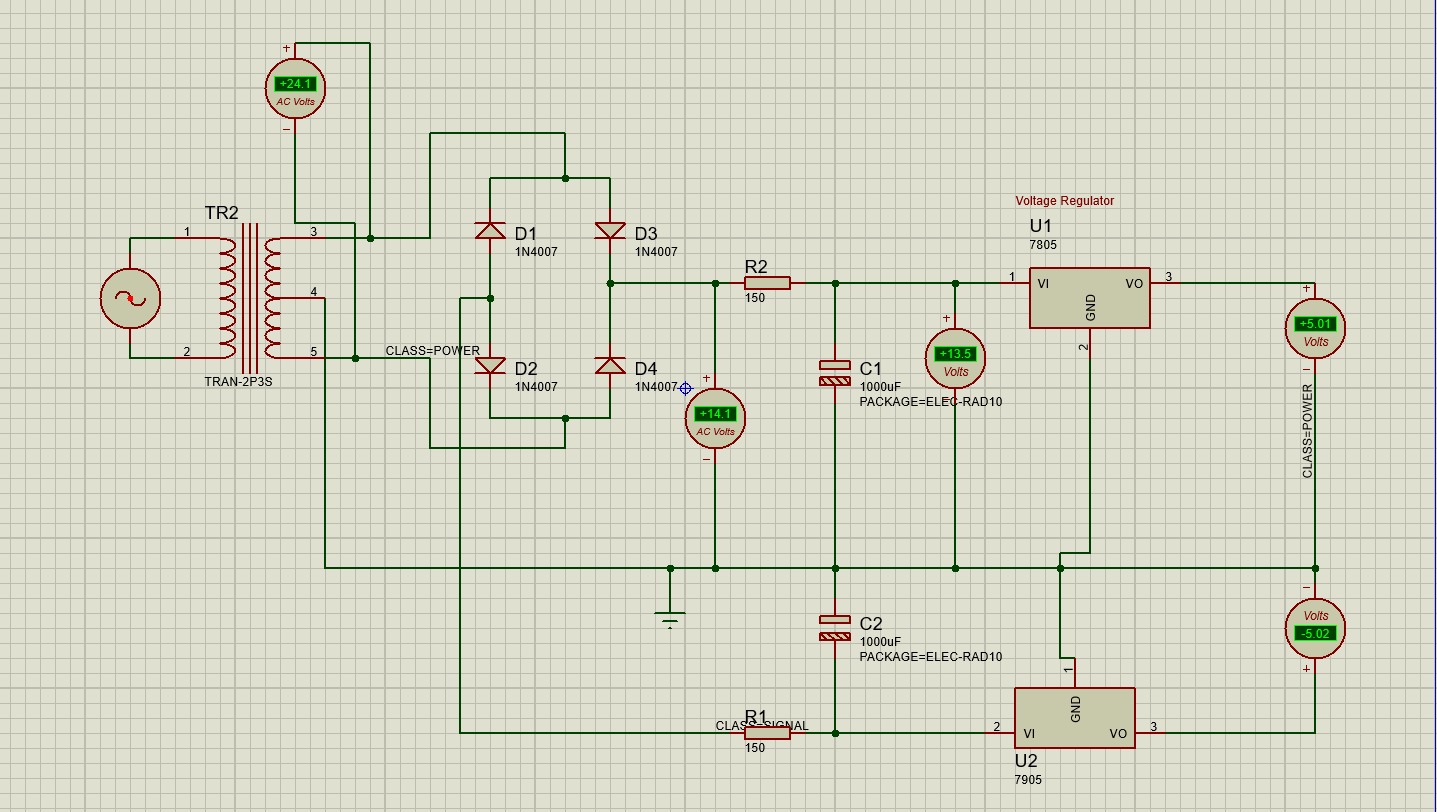 +
+24.1
AC Volts
−
TR2
1
2
3
4
5
TRAN-2P3S
CLASS=POWER
D1
1N4007
D3
1N4007
D2
1N4007
D4
1N4007
+
+14.1
AC Volts
−
R2
150
C1
1000uF
PACKAGE=ELEC-RAD10
+
+13.5
Volts
−
Voltage Regulator
U1
7805
1
VI
VO
3
GND
2
+
+5.01
Volts
−
CLASS=POWER
C2
1000uF
PACKAGE=ELEC-RAD10
R1
CLASS=SIGNAL
150
1
GND
2
VI
VO
3
U2
7905
−
Volts
-5.02
+